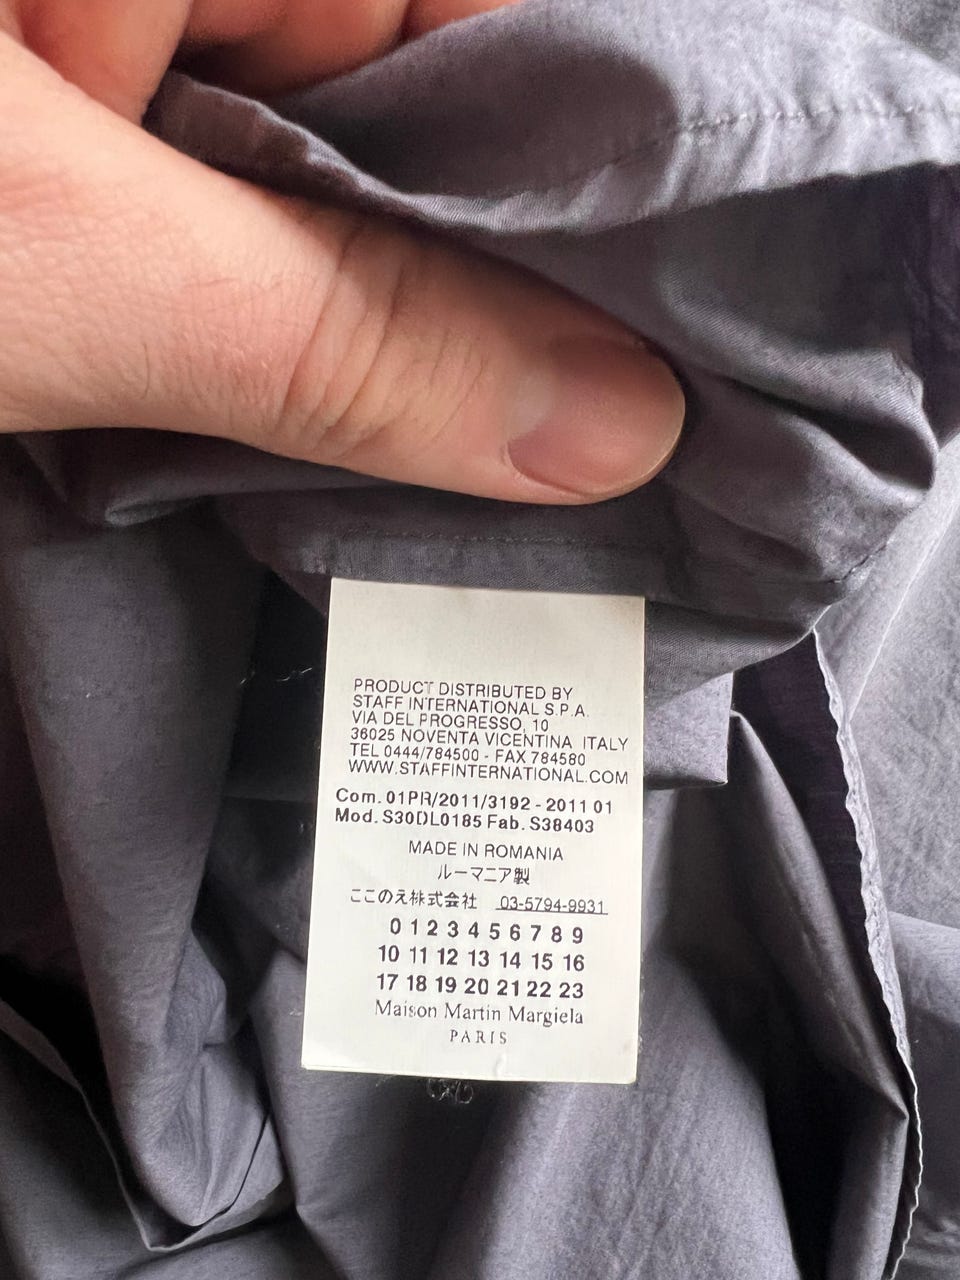 PRODUCT DISTRIBUTED BY
STAFF INTERNATIONAL S.P.A.
VIA DEL PROGRESSO, 10
36025 NOVENTA VICENTINA ITALY
TEL 0444/784500 - FAX 784580
WWW.STAFFINTERNATIONAL.COM
Com. 01PR/2011/3192 - 2011 01
Mod. S30DL0185 Fab. S38403
MADE IN ROMANIA
ルーマニア製
ここのえ株式会社 03-5794-9931
0 1 2 3 4 5 6 7 8 9
10 11 12 13 14 15 16
17 18 19 20 21 22 23
Maison Martin Margiela
PARIS